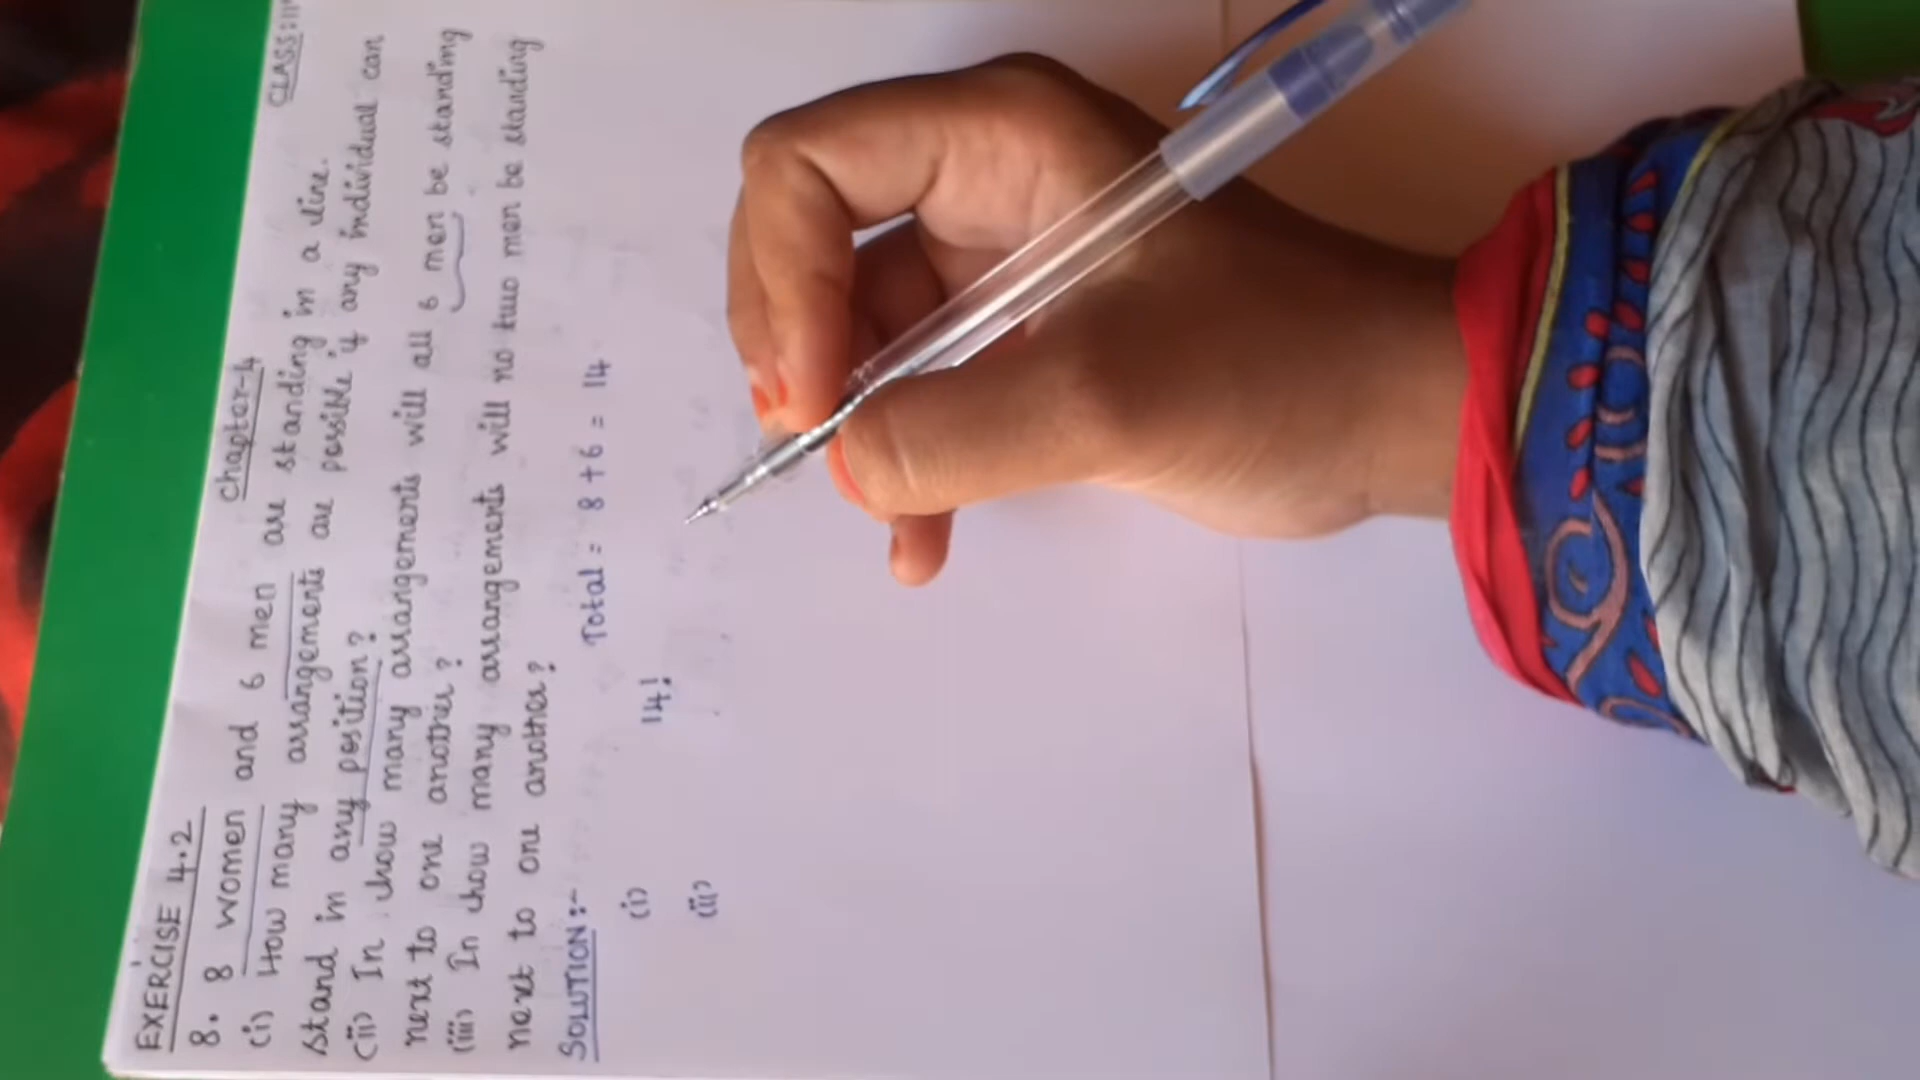 EXERCISE 4.2
Chapter-4
CLASS:11
8. 8 women and 6 men are standing in a line.
(i) How many arrangements are possible if any individual can
stand in any position?
(ii) In how many arrangements will all 6 men be standing
next to one another?
(iii) In how many arrangements will no two men be standing
next to one another?
SOLUTION:-
Total = 8 + 6 = 14
(i) 14!
(ii)